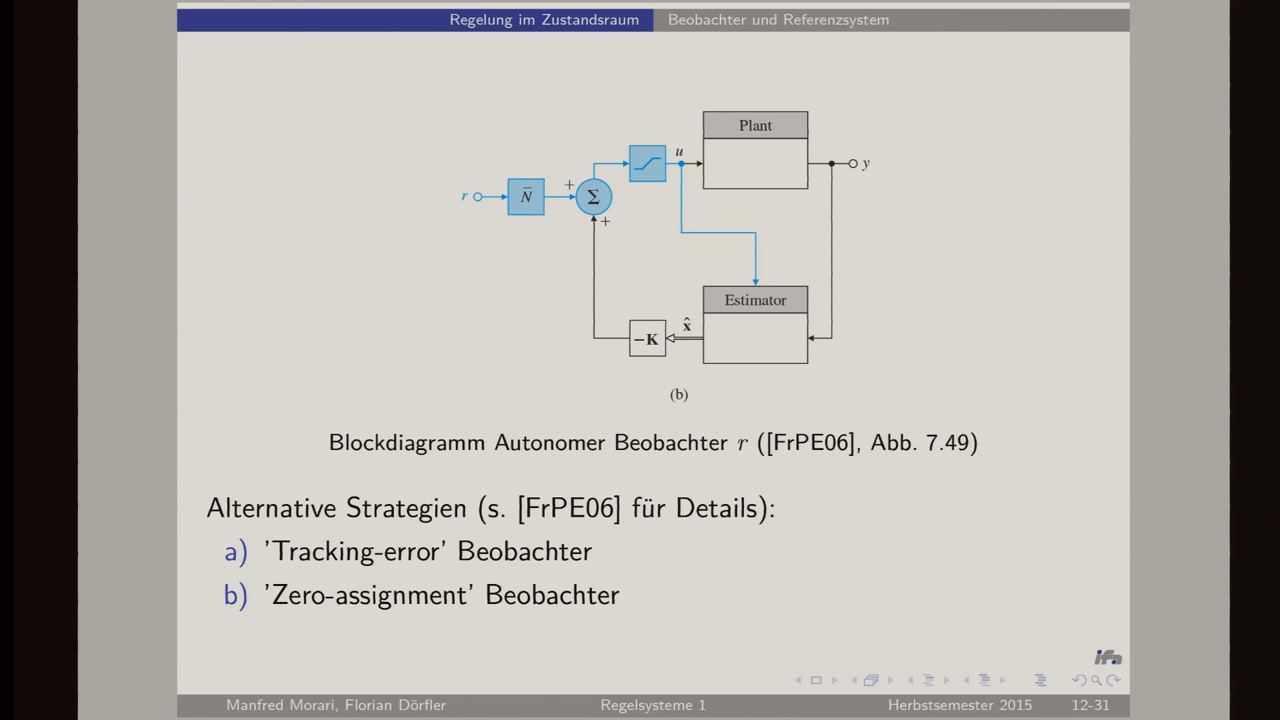 Regelung im Zustandsraum Beobachter und Referenzsystem
Plant
u
y
r
N̄
+
Σ
+
Estimator
x̂
−K
(b)
Blockdiagramm Autonomer Beobachter r ([FrPE06], Abb. 7.49)
Alternative Strategien (s. [FrPE06] für Details):
a) 'Tracking-error' Beobachter
b) 'Zero-assignment' Beobachter
ifa
Manfred Morari, Florian Dörfler Regelsysteme 1 Herbstsemester 2015 12-31